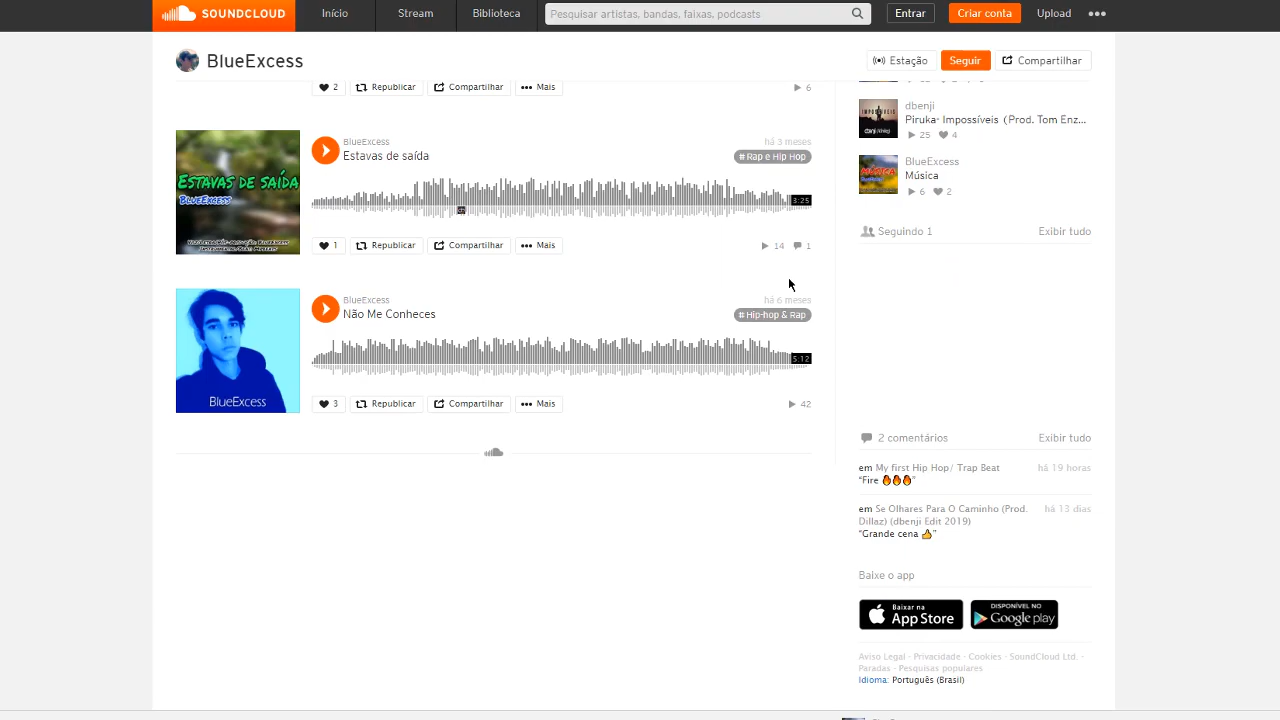 SOUNDCLOUD Início Stream Biblioteca Pesquisar artistas, bandas, faixas, podcasts Entrar Criar conta Upload •••
BlueExcess Estação Seguir Compartilhar
2 Republicar Compartilhar ••• Mais 6
BlueExcess há 3 meses
Estavas de saída # Rap e Hip Hop
ESTAVAS DE SAÍDA
BLUEEXCESS
3:25
1 Republicar Compartilhar ••• Mais 14 1
BlueExcess há 6 meses
Não Me Conheces # Hip-hop & Rap
5:12
BlueExcess
3 Republicar Compartilhar ••• Mais 42
dbenji
Piruka- Impossíveis (Prod. Tom Enz...
25 4
BlueExcess
Música
6 2
Seguindo 1 Exibir tudo
2 comentários Exibir tudo
em My first Hip Hop/ Trap Beat há 19 horas
“Fire 🔥🔥🔥”
em Se Olhares Para O Caminho (Prod. há 13 dias
Dillaz) (dbenji Edit 2019)
“Grande cena 👍”
Baixe o app
Baixar na App Store DISPONÍVEL NO Google play
Aviso Legal - Privacidade - Cookies - SoundCloud Ltd. -
Paradas - Pesquisas populares
Idioma: Português (Brasil)